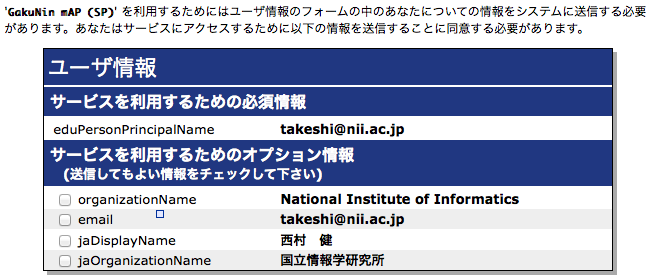 'GakuNin mAP (SP)' を利用するためにはユーザ情報のフォームの中のあなたについての情報をシステムに送信する必要
があります。あなたはサービスにアクセスするために以下の情報を送信することに同意する必要があります。
ユーザ情報
サービスを利用するための必須情報
eduPersonPrincipalName takeshi@nii.ac.jp
サービスを利用するためのオプション情報
(送信してもよい情報をチェックして下さい)
organizationName National Institute of Informatics
email takeshi@nii.ac.jp
jaDisplayName 西村 健
jaOrganizationName 国立情報学研究所